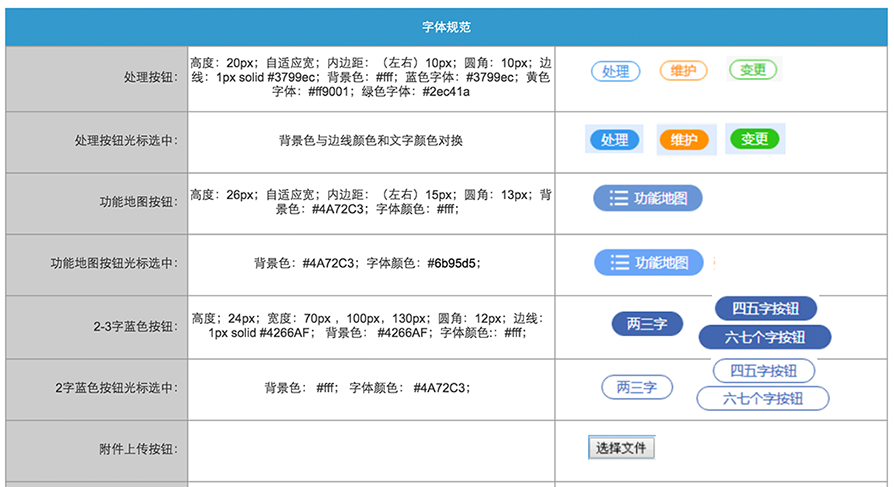 字体规范
处理按钮：
高度：20px；自适应宽；内边距：（左右）10px；圆角：10px；边
线：1px solid #3799ec；背景色：#fff；蓝色字体：#3799ec；黄色
字体：#ff9001；绿色字体：#2ec41a
处理 维护 变更
处理按钮光标选中：
背景色与边线颜色和文字颜色对换
处理 维护 变更
功能地图按钮：
高度：26px；自适应宽；内边距：（左右）15px；圆角：13px；背
景色：#4A72C3；字体颜色：#fff；
功能地图
功能地图按钮光标选中：
背景色：#4A72C3；字体颜色：#6b95d5；
功能地图
2-3字蓝色按钮：
高度；24px；宽度：70px ，100px，130px；圆角：12px；边线：
1px solid #4266AF； 背景色： #4266AF；字体颜色:：#fff；
两三字
四五字按钮
六七个字按钮
2字蓝色按钮光标选中：
背景色： #fff； 字体颜色： #4A72C3；
两三字
四五字按钮
六七个字按钮
附件上传按钮：
选择文件